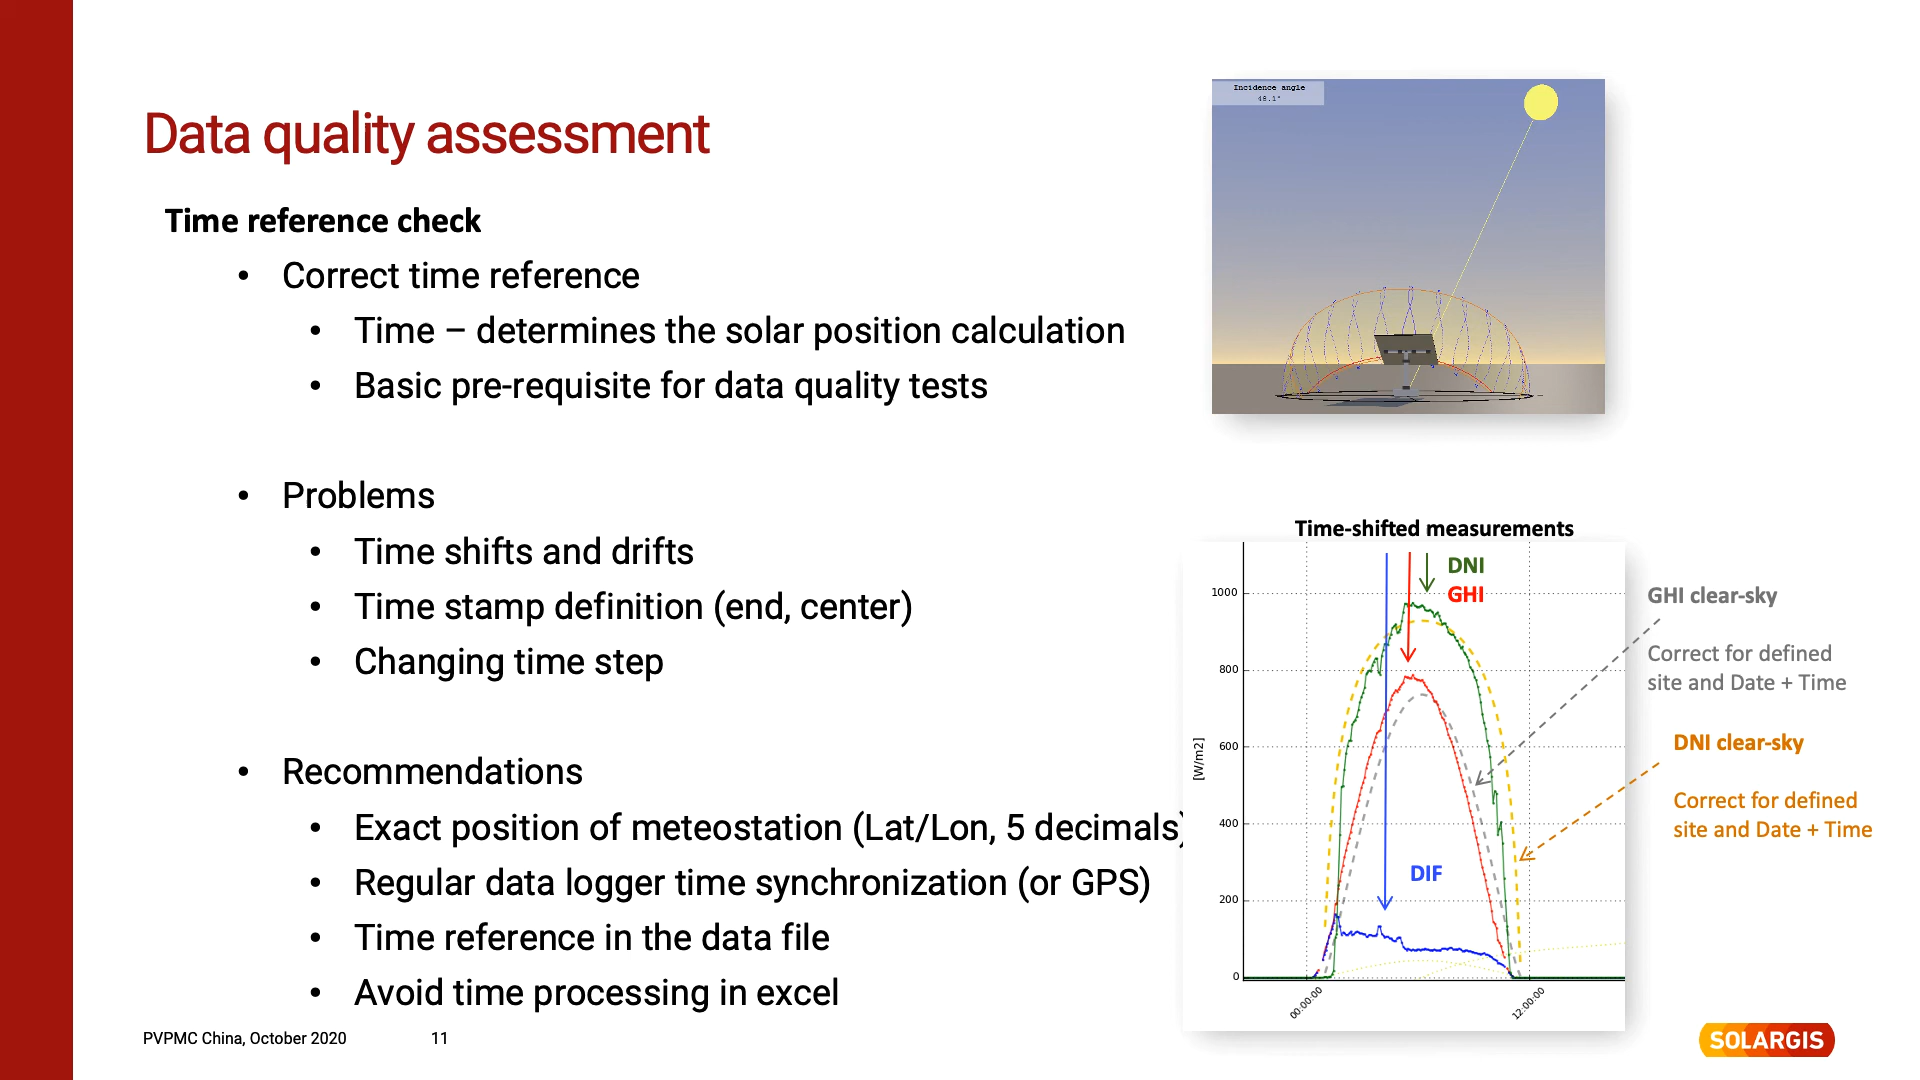 Data quality assessment
Time reference check
• Correct time reference
• Time – determines the solar position calculation
• Basic pre-requisite for data quality tests
• Problems
• Time shifts and drifts
• Time stamp definition (end, center)
• Changing time step
• Recommendations
• Exact position of meteostation (Lat/Lon, 5 decimals)
• Regular data logger time synchronization (or GPS)
• Time reference in the data file
• Avoid time processing in excel
Incidence angle
48.1°
Time-shifted measurements
DNI
GHI
DIF
[W/m2]
1000
800
600
400
200
0
00:00:00
12:00:00
GHI clear-sky
Correct for defined
site and Date + Time
DNI clear-sky
Correct for defined
site and Date + Time
PVPMC China, October 2020
11
SOLARGIS